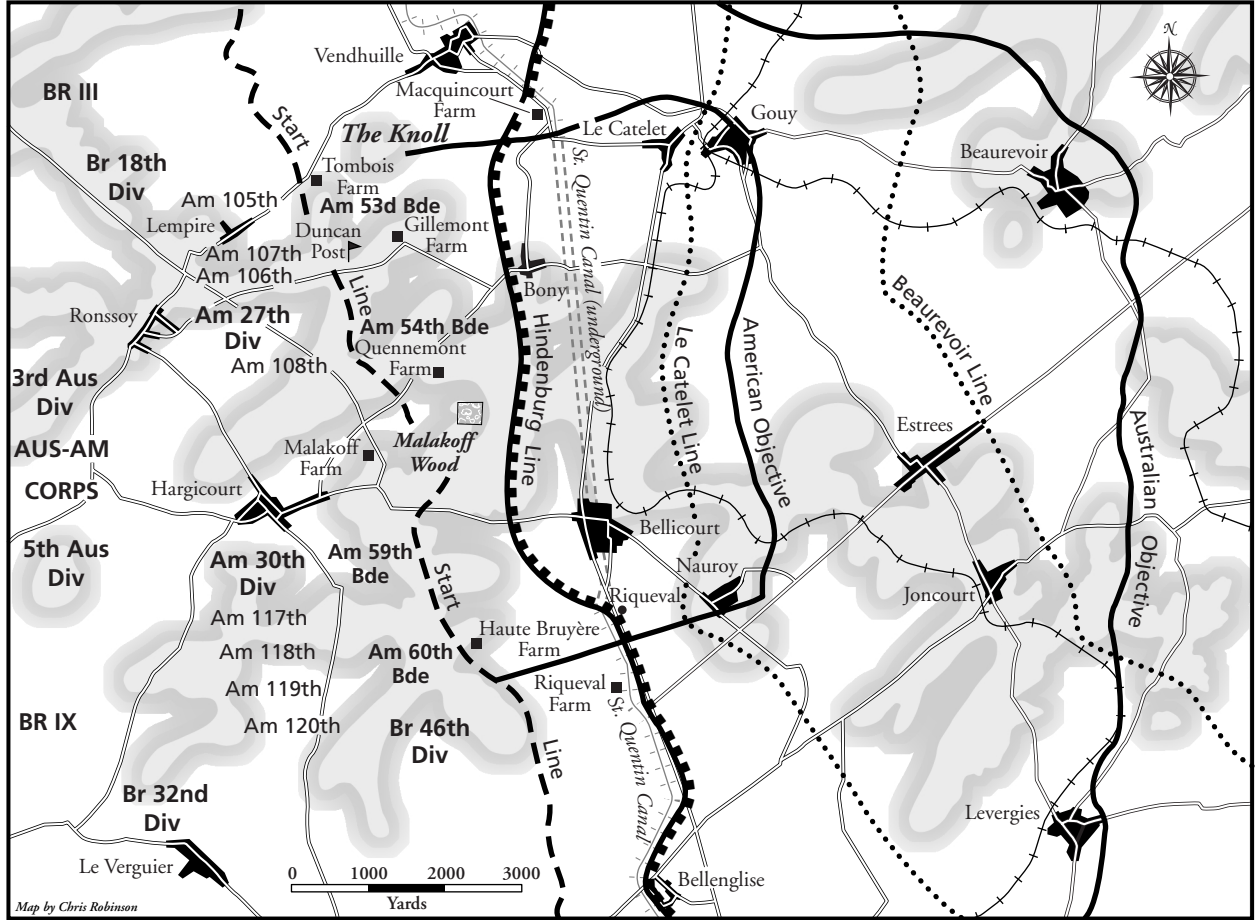 N
Vendhuille
BR III
Macquincourt
Farm
Gouy
Start
The Knoll
Le Catelet
Beaurevoir
Br 18th
Div
Tombois
Farm
St. Quentin Canal (underground)
Am 105th
Am 53d Bde
Lempire
Duncan
Post
Gillemont
Farm
Am 107th
Am 106th
Line
Bony
Beaurevoir Line
Ronssoy
Am 27th
Div
Am 54th Bde
Hindenburg Line
Le Catelet Line
American Objective
Quennemont
Farm
Am 108th
3rd Aus
Div
Australian Objective
Estrees
AUS-AM
CORPS
Malakoff
Farm
Malakoff
Wood
Hargicourt
Bellicourt
5th Aus
Div
Am 30th
Div
Am 59th
Bde
Start
Nauroy
Riqueval
Joncourt
Am 117th
Haute Bruyère
Farm
Am 118th
Am 60th
Bde
Am 119th
Riqueval
Farm
BR IX
Am 120th
Br 46th
Div
St. Quentin Canal
Line
Br 32nd
Div
Levergies
Le Verguier
Bellenglise
0 1000 2000 3000
Yards
Map by Chris Robinson